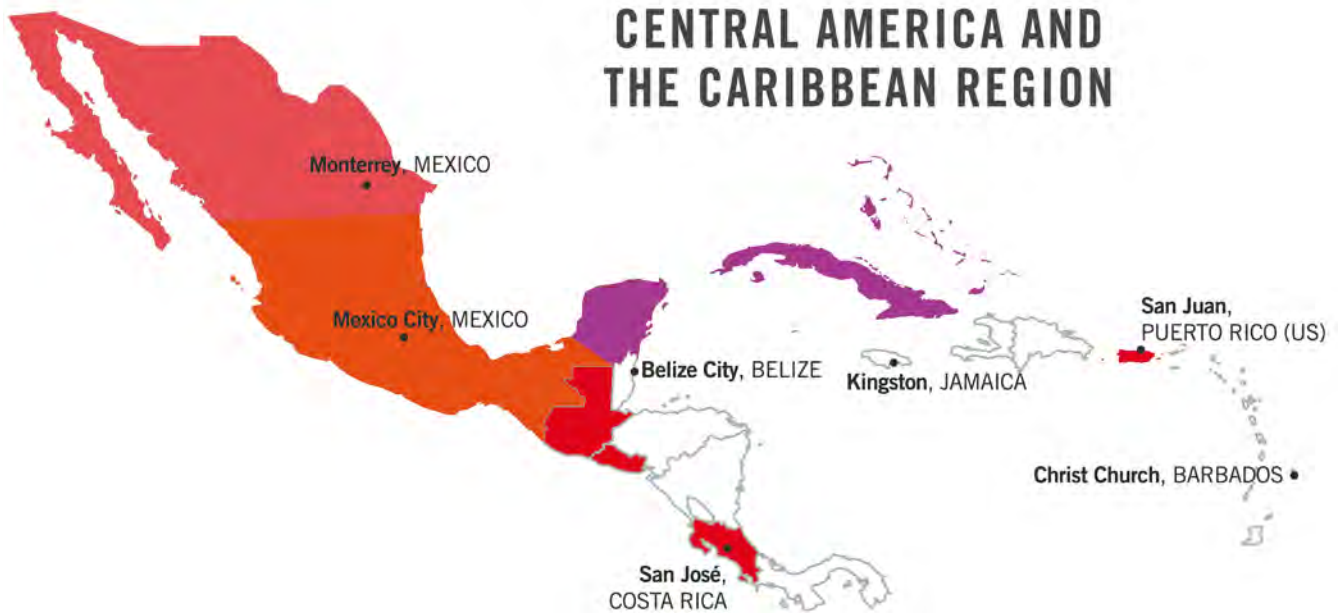 CENTRAL AMERICA AND
THE CARIBBEAN REGION
Monterrey, MEXICO
Mexico City, MEXICO
Belize City, BELIZE
Kingston, JAMAICA
San Juan,
PUERTO RICO (US)
Christ Church, BARBADOS
San José,
COSTA RICA